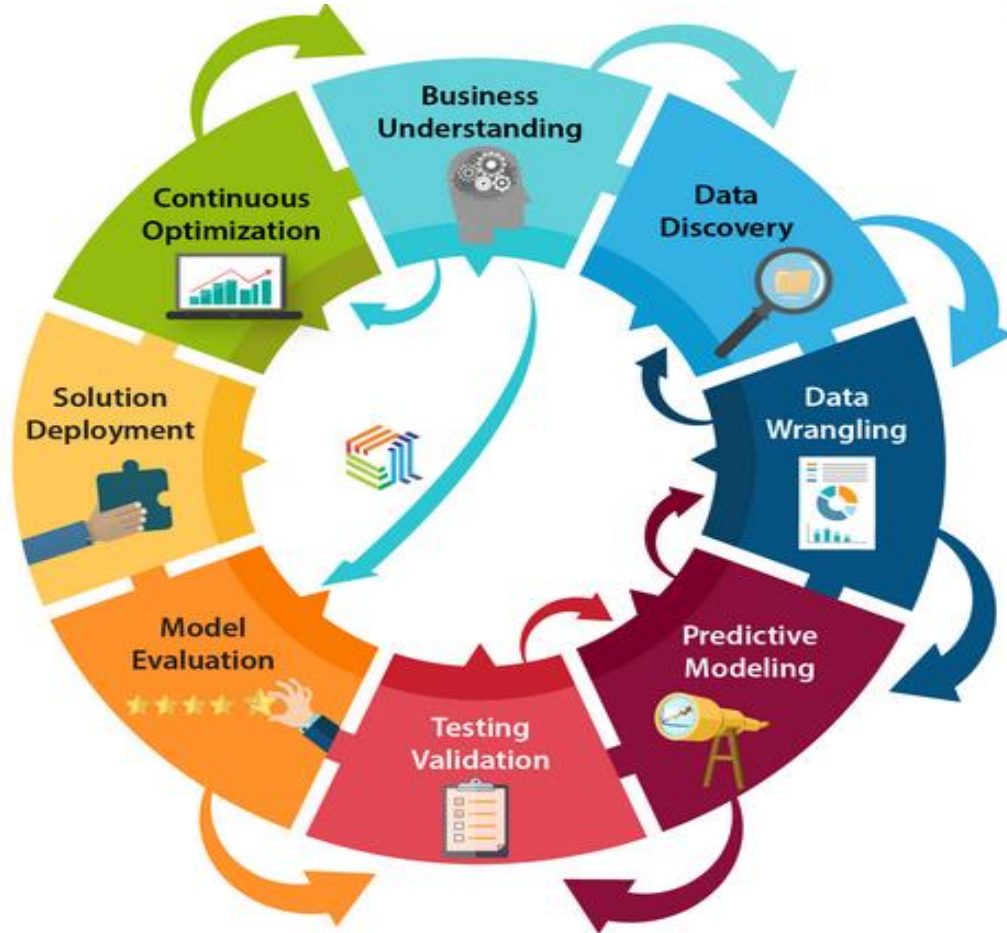 Business
Understanding
Data
Discovery
Data
Wrangling
Predictive
Modeling
Testing
Validation
Model
Evaluation
Solution
Deployment
Continuous
Optimization